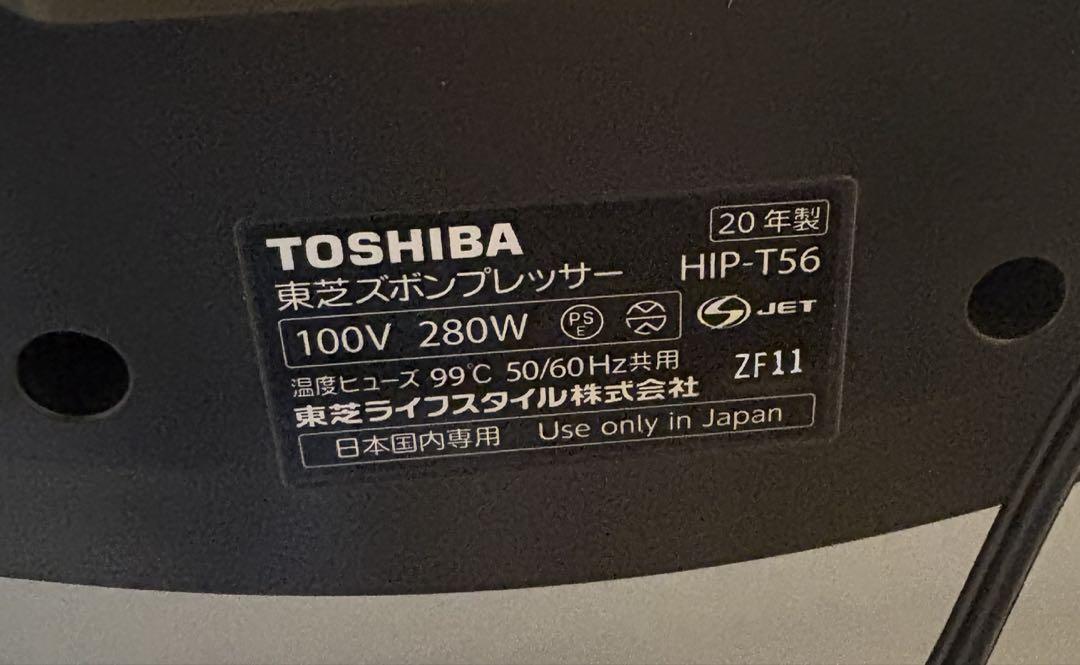 20年製
TOSHIBA
HIP-T56
東芝ズボンプレッサー
100V 280W PSE JET
温度ヒューズ 99℃ 50/60Hz共用 ZF11
東芝ライフスタイル株式会社
日本国内専用 Use only in Japan